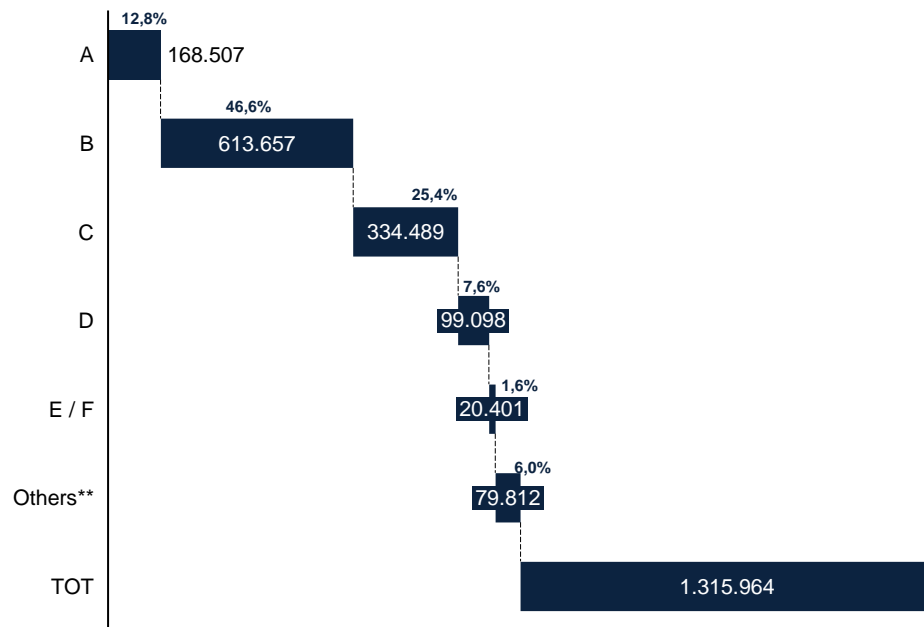 12,8%
A 168.507
46,6%
B 613.657
25,4%
C 334.489
7,6%
D 99.098
1,6%
E / F 20.401
6,0%
Others** 79.812
TOT 1.315.964